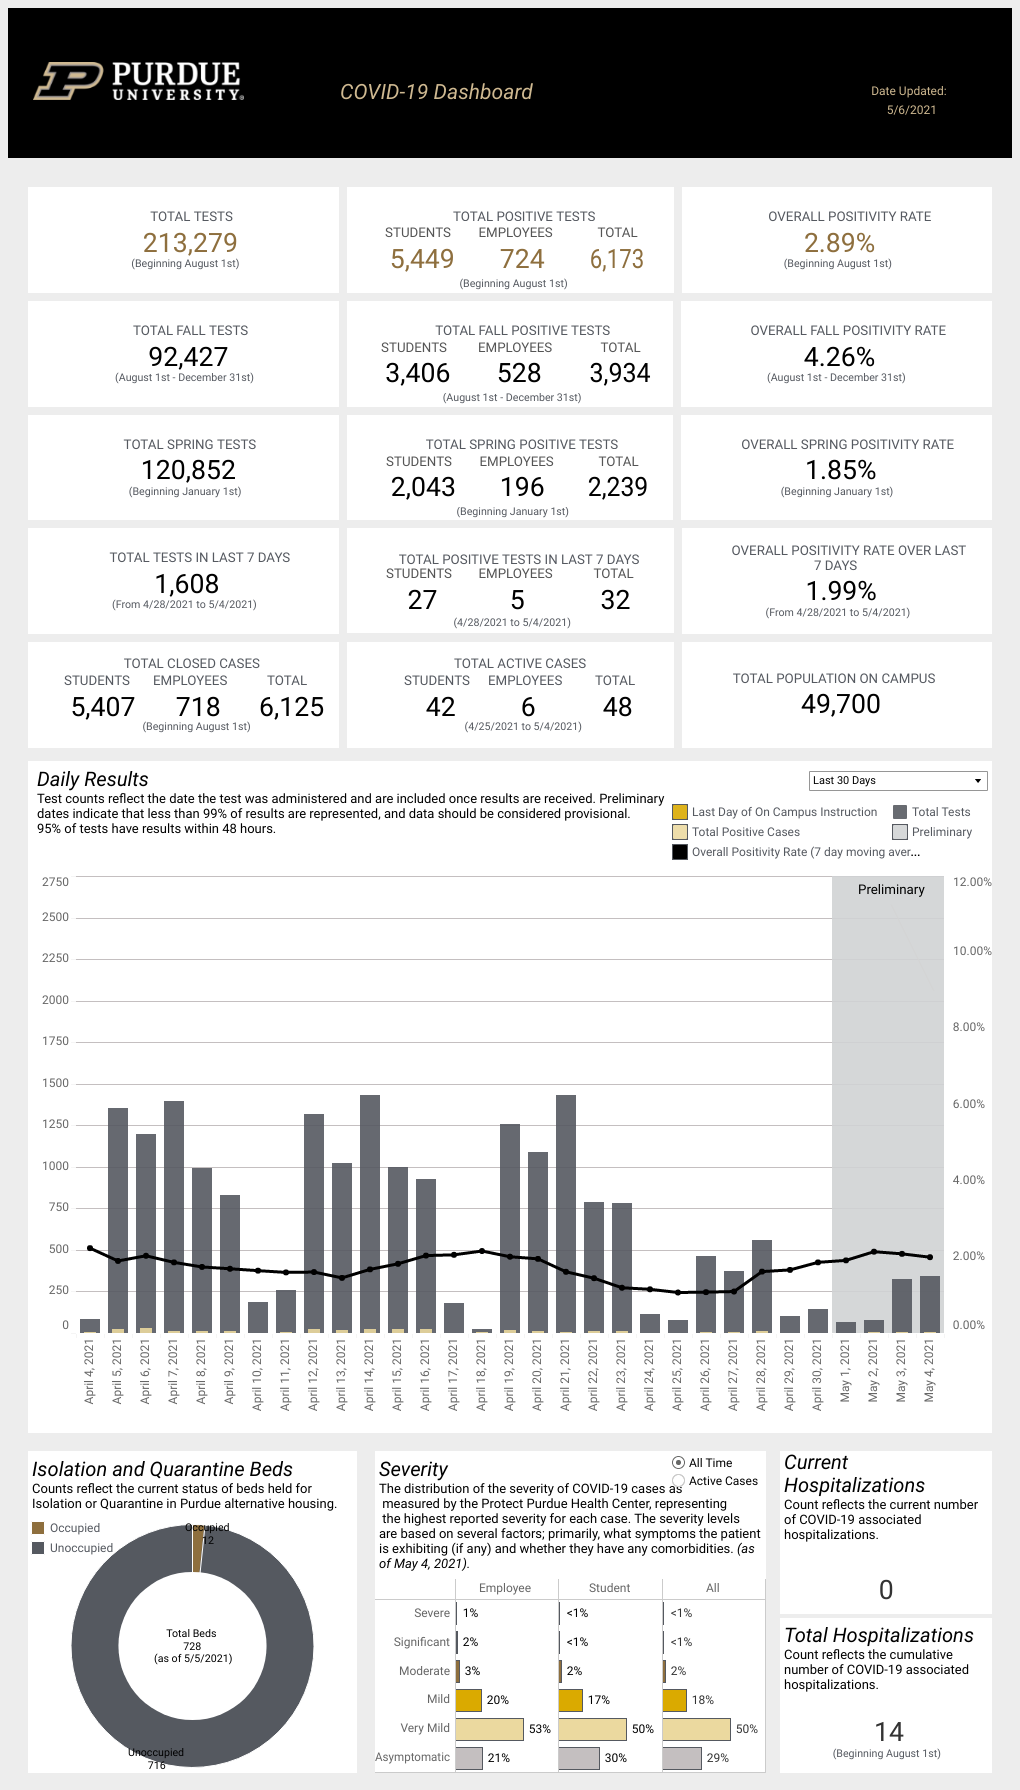 PURDUE
UNIVERSITY®
COVID-19 Dashboard
Date Updated:
5/6/2021
TOTAL TESTS
213,279
(Beginning August 1st)
TOTAL POSITIVE TESTS
STUDENTS EMPLOYEES TOTAL
5,449 724 6,173
(Beginning August 1st)
OVERALL POSITIVITY RATE
2.89%
(Beginning August 1st)
TOTAL FALL TESTS
92,427
(August 1st - December 31st)
TOTAL FALL POSITIVE TESTS
STUDENTS EMPLOYEES TOTAL
3,406 528 3,934
(August 1st - December 31st)
OVERALL FALL POSITIVITY RATE
4.26%
(August 1st - December 31st)
TOTAL SPRING TESTS
120,852
(Beginning January 1st)
TOTAL SPRING POSITIVE TESTS
STUDENTS EMPLOYEES TOTAL
2,043 196 2,239
(Beginning January 1st)
OVERALL SPRING POSITIVITY RATE
1.85%
(Beginning January 1st)
TOTAL TESTS IN LAST 7 DAYS
1,608
(From 4/28/2021 to 5/4/2021)
TOTAL POSITIVE TESTS IN LAST 7 DAYS
STUDENTS EMPLOYEES TOTAL
27 5 32
(4/28/2021 to 5/4/2021)
OVERALL POSITIVITY RATE OVER LAST
7 DAYS
1.99%
(From 4/28/2021 to 5/4/2021)
TOTAL CLOSED CASES
STUDENTS EMPLOYEES TOTAL
5,407 718 6,125
(Beginning August 1st)
TOTAL ACTIVE CASES
STUDENTS EMPLOYEES TOTAL
42 6 48
(4/25/2021 to 5/4/2021)
TOTAL POPULATION ON CAMPUS
49,700
Daily Results
Test counts reflect the date the test was administered and are included once results are received. Preliminary
dates indicate that less than 99% of results are represented, and data should be considered provisional.
95% of tests have results within 48 hours.
Last 30 Days
Last Day of On Campus Instruction Total Tests
Total Positive Cases Preliminary
Overall Positivity Rate (7 day moving aver...
Preliminary
2750
2500
2250
2000
1750
1500
1250
1000
750
500
250
0
12.00%
10.00%
8.00%
6.00%
4.00%
2.00%
0.00%
April 4, 2021
April 5, 2021
April 6, 2021
April 7, 2021
April 8, 2021
April 9, 2021
April 10, 2021
April 11, 2021
April 12, 2021
April 13, 2021
April 14, 2021
April 15, 2021
April 16, 2021
April 17, 2021
April 18, 2021
April 19, 2021
April 20, 2021
April 21, 2021
April 22, 2021
April 23, 2021
April 24, 2021
April 25, 2021
April 26, 2021
April 27, 2021
April 28, 2021
April 29, 2021
April 30, 2021
May 1, 2021
May 2, 2021
May 3, 2021
May 4, 2021
Isolation and Quarantine Beds
Counts reflect the current status of beds held for
Isolation or Quarantine in Purdue alternative housing.
Occupied
Unoccupied
Occupied
12
Total Beds
728
(as of 5/5/2021)
Unoccupied
716
Severity
All Time
Active Cases
The distribution of the severity of COVID-19 cases as
measured by the Protect Purdue Health Center, representing
the highest reported severity for each case. The severity levels
are based on several factors; primarily, what symptoms the patient
is exhibiting (if any) and whether they have any comorbidities. (as
of May 4, 2021).
Employee Student All
Severe 1% <1% <1%
Significant 2% <1% <1%
Moderate 3% 2% 2%
Mild 20% 17% 18%
Very Mild 53% 50% 50%
Asymptomatic 21% 30% 29%
Current
Hospitalizations
Count reflects the current number
of COVID-19 associated
hospitalizations.
0
Total Hospitalizations
Count reflects the cumulative
number of COVID-19 associated
hospitalizations.
14
(Beginning August 1st)